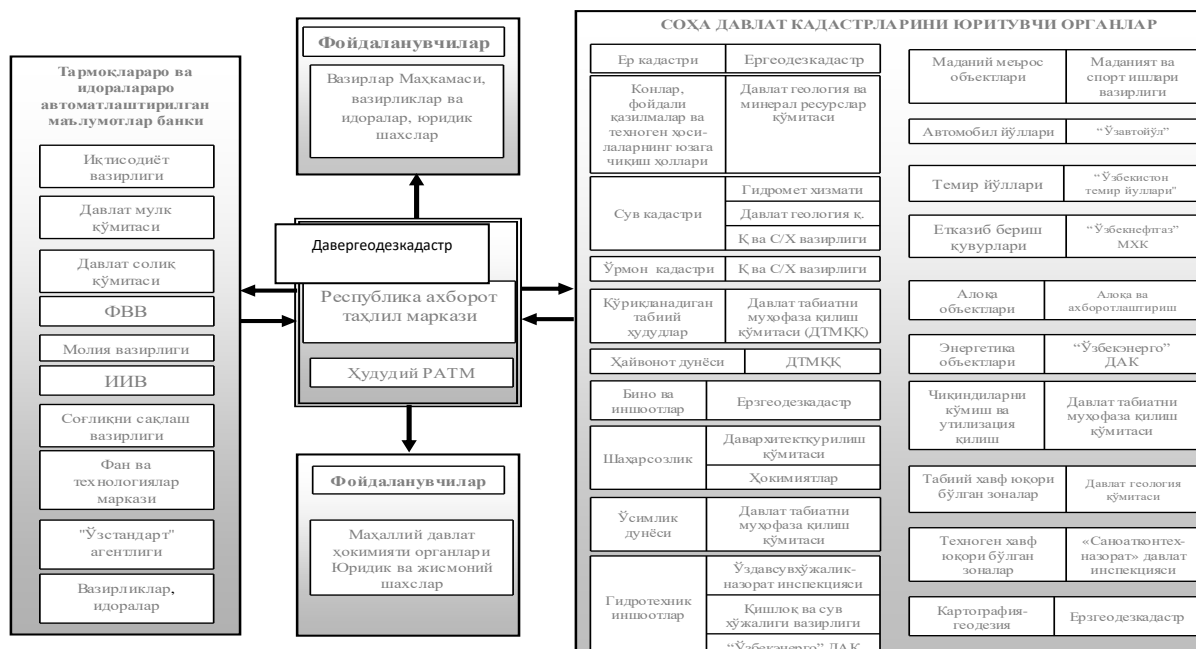 Тармоқлараро ва
идоралараро
автоматлаштирилган
маълумотлар банки
Иқтисодиёт
вазирлиги
Давлат мулк
қўмитаси
Давлат солиқ
қўмитаси
ФВВ
Молия вазирлиги
ИИВ
Соғлиқни сақлаш
вазирлиги
Фан ва
технологиялар
маркази
"Ўзстандарт"
агентлиги
Вазирликлар,
идоралар
Фойдаланувчилар
Вазирлар Маҳкамаси,
вазирликлар ва
идоралар, юридик
шахслар
Давергеодезкадастр
Республика ахборот
таҳлил маркази
Ҳудудий РАТМ
Фойдаланувчилар
Маҳаллий давлат
ҳокимияти органлари
Юридик ва жисмоний
шахслар
СОҲА ДАВЛАТ КАДАСТРЛАРИНИ ЮРИТУВЧИ ОРГАНЛАР
Ер кадастри
Ергеодезкадастр
Конлар,
фойдали
қазилмалар ва
техноген ҳоси-
лаларнинг юзага
чиқиш ҳоллари
Давлат геология ва
минерал ресурслар
қўмитаси
Сув кадастри
Гидромет хизмати
Давлат геология қ.
Қ ва С/Х вазирлиги
Ўрмон кадастри
Қ ва С/Х вазирлиги
Қўриқланадиган
табиий
ҳудудлар
Давлат табиатни
муҳофаза қилиш
қўмитаси (ДТМҚҚ)
Ҳайвонот дунёси
ДТМҚҚ
Бино ва
иншоотлар
Ерзгеодезкадастр
Шаҳарсозлик
Давархитектқурилиш
қўмитаси
Ҳокимиятлар
Ўсимлик
дунёси
Давлат табиатни
муҳофаза қилиш
қўмитаси
Гидротехник
иншоотлар
Ўздавсувхўжалик-
назорат инспекцияси
Қишлоқ ва сув
хўжалиги вазирлиги
“Ўзбекэнерго” ДАК
Маданий меърос
объектлари
Маданият ва
спорт ишлари
вазирлиги
Автомобил йўллари
“Ўзавтойўл”
Темир йўллари
“Ўзбекистон
темир йуллари”
Етказиб бериш
қувурлари
“Ўзбекнефтгаз”
МХК
Алоқа
объектлари
Алоқа ва
ахборотлаштириш
Энергетика
объектлари
“Ўзбекэнерго”
ДАК
Чиқиндиларни
кўмиш ва
утилизация
қилиш
Давлат табиатни
муҳофаза қилиш
қўмитаси
Табиий хавф юқори
бўлган зоналар
Давлат геология
қўмитаси
Техноген хавф
юқори бўлган
зоналар
«Саноатконтех-
назорат» давлат
инспекцияси
Картография-
геодезия
Ерзгеодезкадастр